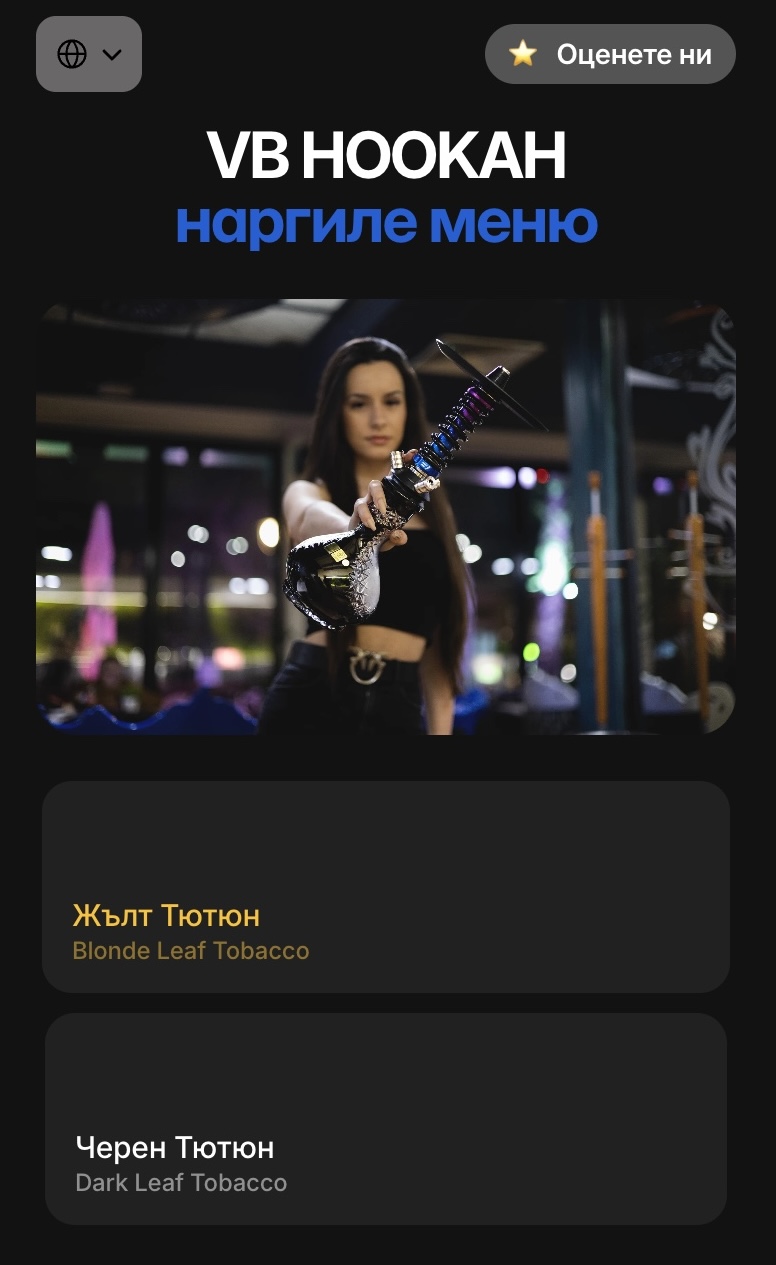 Оценете ни
VB HOOKAH
наргиле меню
Жълт Тютюн
Blonde Leaf Tobacco
Черен Тютюн
Dark Leaf Tobacco